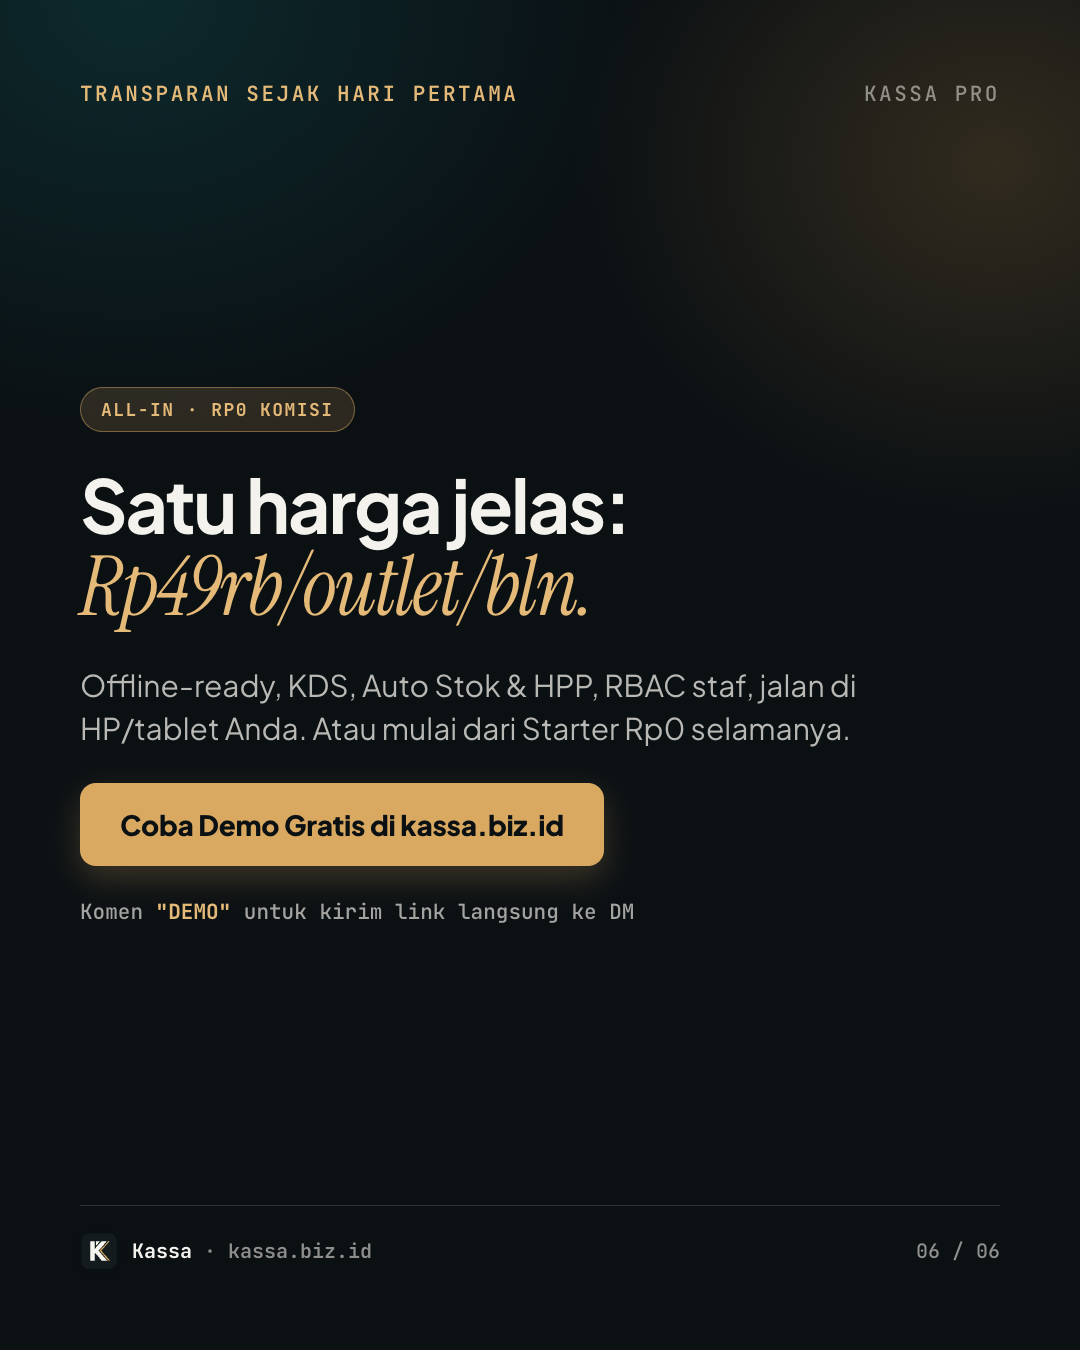 TRANSPARAN SEJAK HARI PERTAMA
KASSA PRO
ALL-IN · RP0 KOMISI
Satu harga jelas:
Rp49rb/outlet/bln.
Offline-ready, KDS, Auto Stok & HPP, RBAC staf, jalan di
HP/tablet Anda. Atau mulai dari Starter Rp0 selamanya.
Coba Demo Gratis di kassa.biz.id
Komen "DEMO" untuk kirim link langsung ke DM
K Kassa · kassa.biz.id
06 / 06